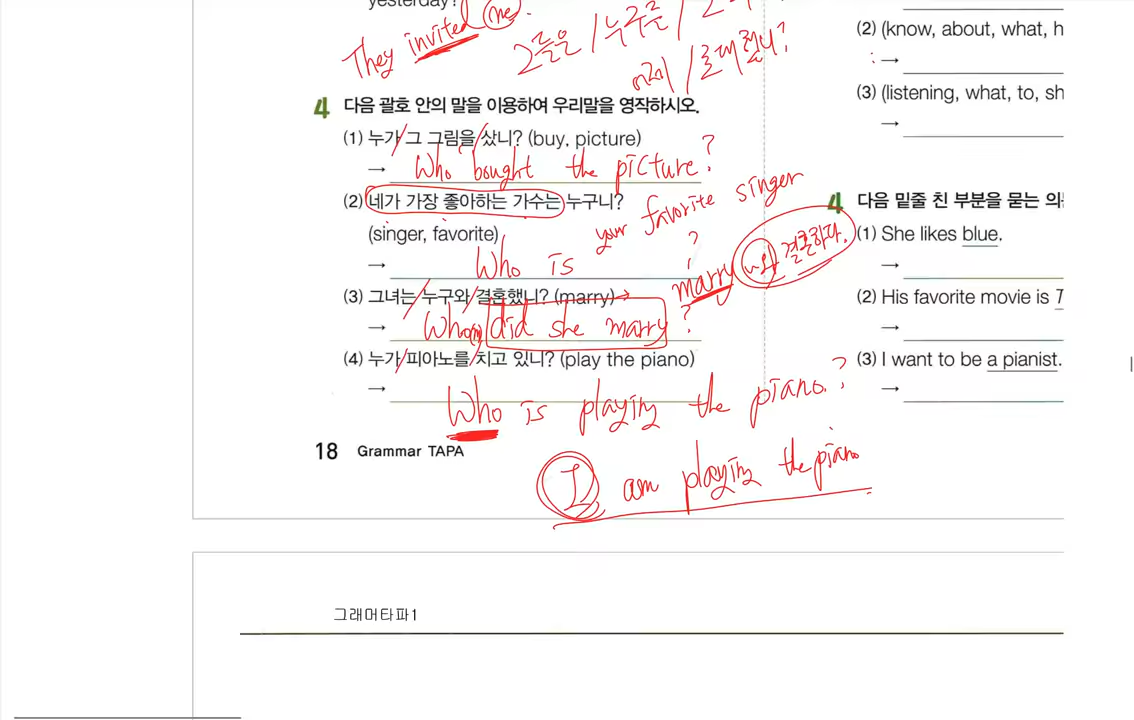 yesterday?
They invited me.
그들은 / 누구를 /
어제 / 초대했니?
4 다음 괄호 안의 말을 이용하여 우리말을 영작하시오.
(1) 누가/그 그림을/샀니? (buy, picture)
→ Who bought the picture?
(2) 네가 가장 좋아하는 가수는 누구니?
(singer, favorite)
→ Who is your favorite singer?
(3) 그녀는/누구와/결혼했니? (marry) → marry ~와 결혼하다.
→ Who(m) did she marry?
(4) 누가/피아노를/치고 있니? (play the piano)
→ Who is playing the piano?
I am playing the piano
18 Grammar TAPA
(2) (know, about, what, h
: →
(3) (listening, what, to, sh
→
4 다음 밑줄 친 부분을 묻는 의
(1) She likes blue.
→
(2) His favorite movie is T
→
(3) I want to be a pianist.
→
그래머타파1